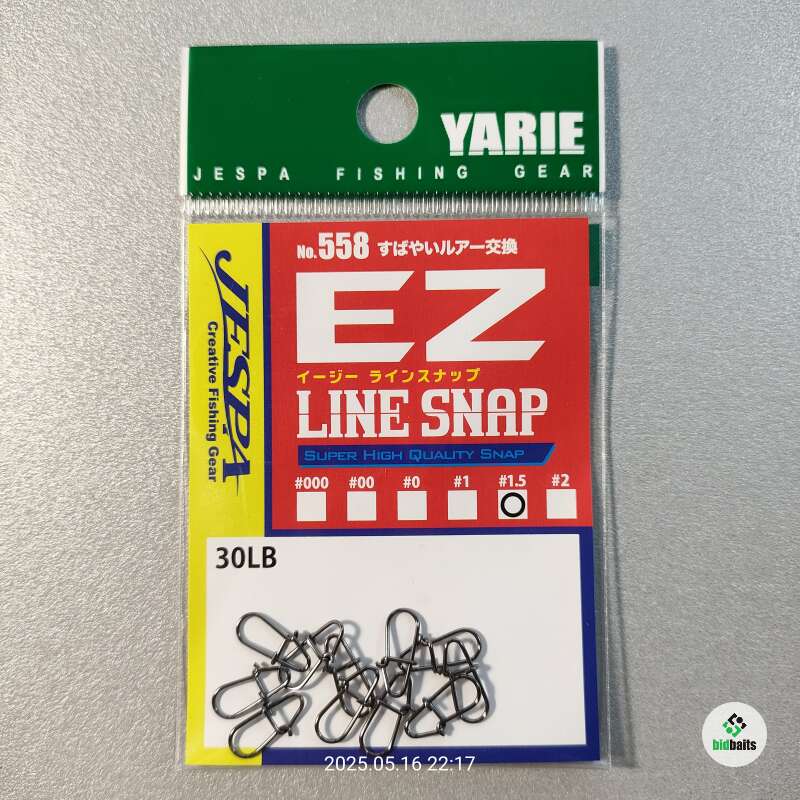 YARIE
JESPA FISHING GEAR
No.558 すばやいルアー交換
EZ
イージー ラインスナップ
LINE SNAP
SUPER HIGH QUALITY SNAP
#000 #00 #0 #1 #1.5 #2
JESPA
Creative Fishing Gear
30LB
2025.05.16 22:17
bidbaits